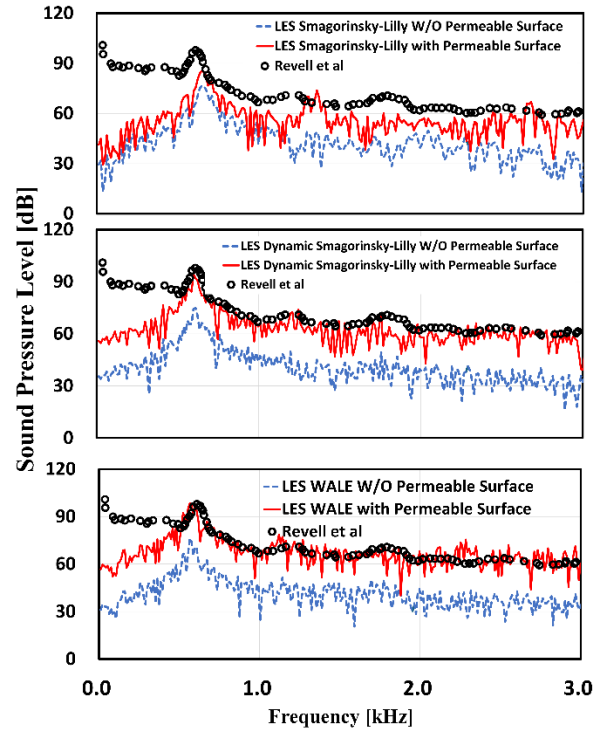 Sound Pressure Level [dB]
120
90
60
30
0
LES Smagorinsky-Lilly W/O Permeable Surface
LES Smagorinsky-Lilly with Permeable Surface
Revell et al
120
90
60
30
0
LES Dynamic Smagorinsky-Lilly W/O Permeable Surface
LES Dynamic Smagorinsky-Lilly with Permeable Surface
Revell et al
120
90
60
30
0
LES WALE W/O Permeable Surface
LES WALE with Permeable Surface
Revell et al
0.0 1.0 2.0 3.0
Frequency [kHz]